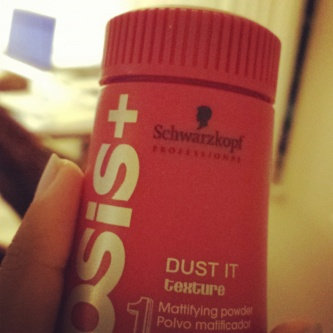 Schwarzkopf
PROFESSIONAL
osis+
DUST IT
texture
1
Mattifying powder
Polvo matificador